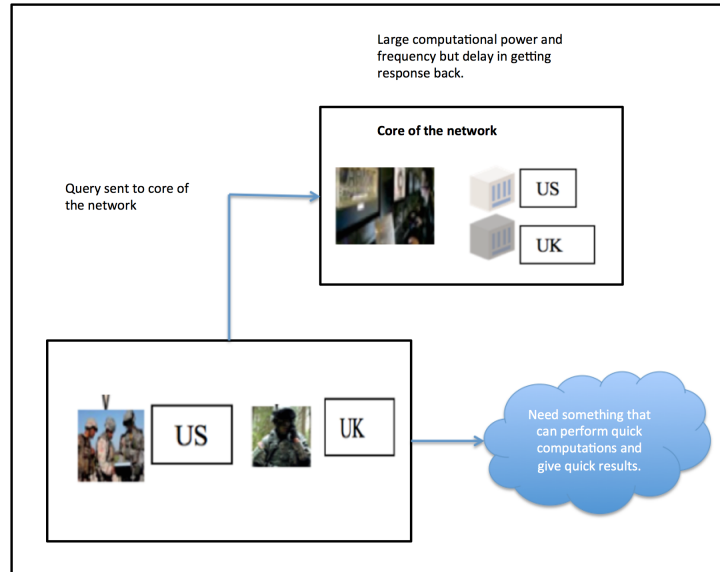 Large computational power and
frequency but delay in getting
response back.
Core of the network
US
UK
Query sent to core of
the network
US
UK
Need something that
can perform quick
computations and
give quick results.